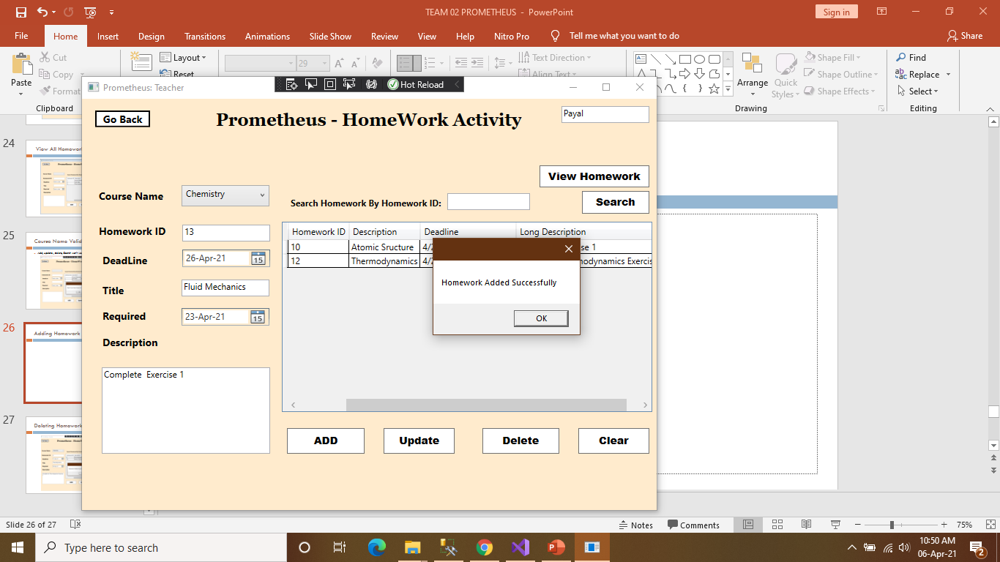 TEAM 02 PROMETHEUS - PowerPoint
Sign in
File Home Insert Design Transitions Animations Slide Show Review View Help Nitro Pro Tell me what you want to do Share
Cut Layout 29 Text Direction Shape Fill Find
Paste Copy Reset Align Text Arrange Quick Styles Shape Outline Replace
Format Shape Effects Select
Clipboard Drawing Editing
Prometheus: Teacher
Hot Reload
Go Back
Prometheus - HomeWork Activity
Payal
View Homework
Course Name Chemistry
Search Homework By Homework ID:
Search
Homework ID 13
DeadLine 26-Apr-21 15
Title Fluid Mechanics
Required 23-Apr-21 15
Description
Complete  Exercise 1
Homework ID Description Deadline Long Description
10 Atomic Sructure 4/2 se 1
12 Thermodynamics 4/2 modynamics Exercis
Homework Added Successfully
OK
ADD Update Delete Clear
24
View All Homework
25
Course Name Valid
26
Adding Homework
27
Deleting Homework
Slide 26 of 27
Notes Comments 75%
Type here to search
10:50 AM
06-Apr-21
2